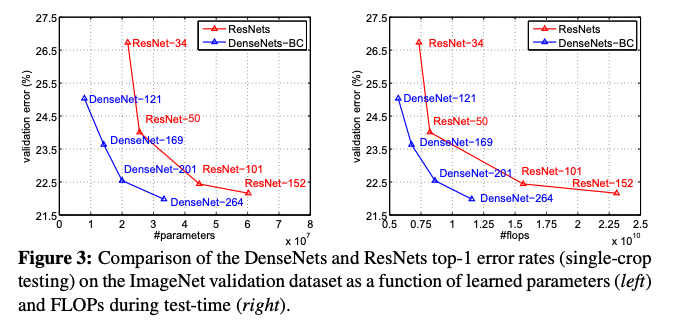 27.5
26.5
25.5
24.5
23.5
22.5
21.5
validation error (%)
0 1 2 3 4 5 6 7 8
#parameters
x 10^7
ResNets
DenseNets−BC
ResNet−34
DenseNet−121
ResNet−50
DenseNet−169
DenseNet−201
ResNet−101
ResNet−152
DenseNet−264
27.5
26.5
25.5
24.5
23.5
22.5
21.5
validation error (%)
0.5 0.75 1 1.25 1.5 1.75 2 2.25 2.5
#flops
x 10^10
ResNets
DenseNets−BC
ResNet−34
DenseNet−121
ResNet−50
DenseNet−169
DenseNet−201
ResNet−101
ResNet−152
DenseNet−264
Figure 3: Comparison of the DenseNets and ResNets top-1 error rates (single-crop
testing) on the ImageNet validation dataset as a function of learned parameters (left)
and FLOPs during test-time (right).